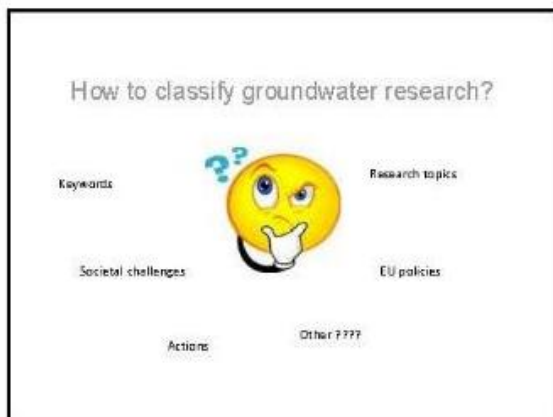 How to classify groundwater research?
??
Keywords
Research topics
Societal challenges
EU policies
Actions
Other ????